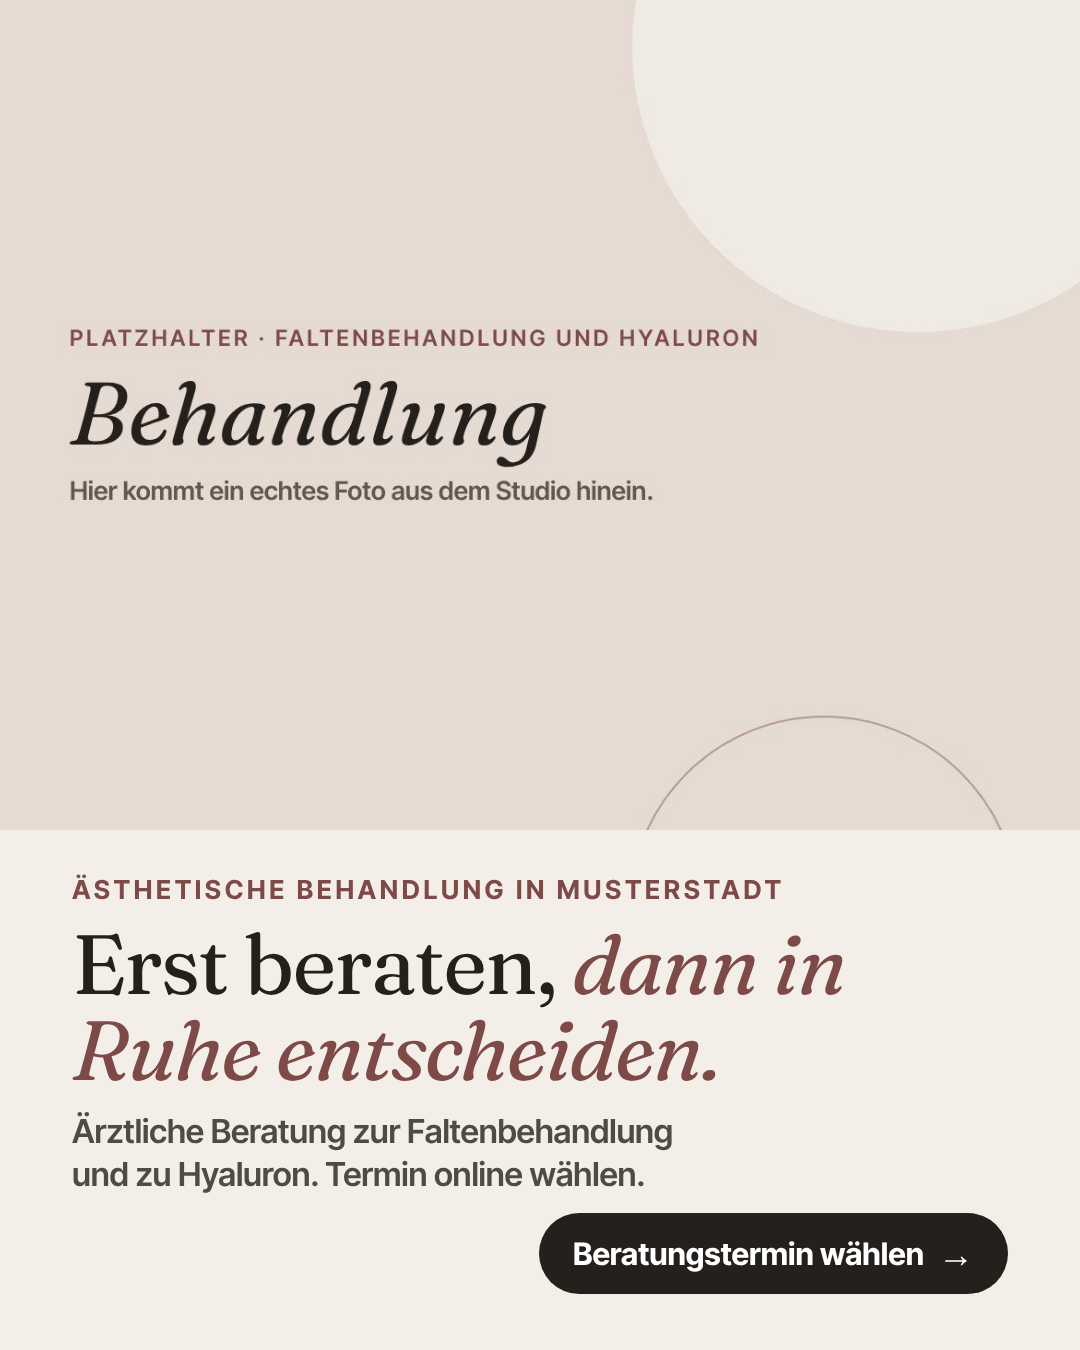 PLATZHALTER · FALTENBEHANDLUNG UND HYALURON
Behandlung
Hier kommt ein echtes Foto aus dem Studio hinein.
ÄSTHETISCHE BEHANDLUNG IN MUSTERSTADT
Erst beraten, dann in
Ruhe entscheiden.
Ärztliche Beratung zur Faltenbehandlung
und zu Hyaluron. Termin online wählen.
Beratungstermin wählen →